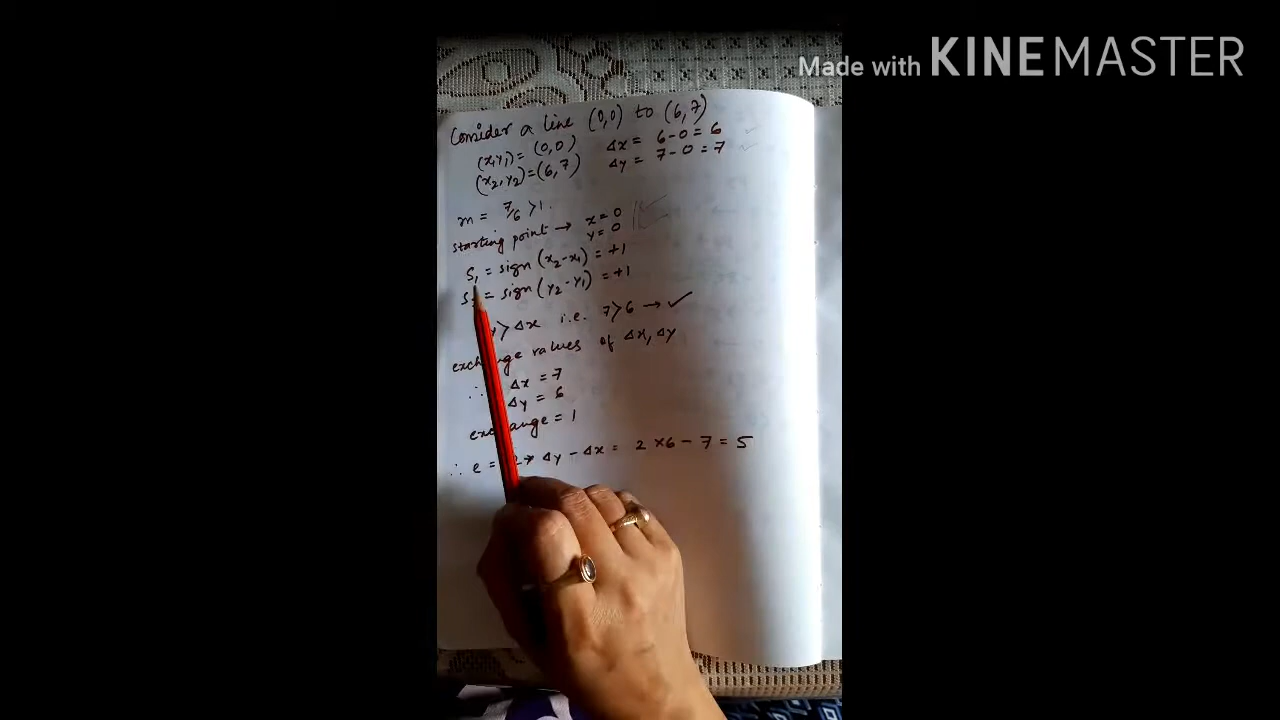 Made with KINEMASTER
Consider a line (0,0) to (6,7)
(x1,y1) = (0,0) Δx = 6-0 = 6
(x2,y2) = (6,7) Δy = 7-0 = 7
m = 7/6 >1.
starting point → x = 0
y = 0
S1 = sign (x2-x1) = +1
S = sign (y2-y1) = +1
y > Δx i.e. 7>6 → ✓
exchange values of Δx, Δy
∴ Δx = 7
Δy = 6
exchange = 1
∴ e = 2* Δy - Δx = 2×6 - 7 = 5